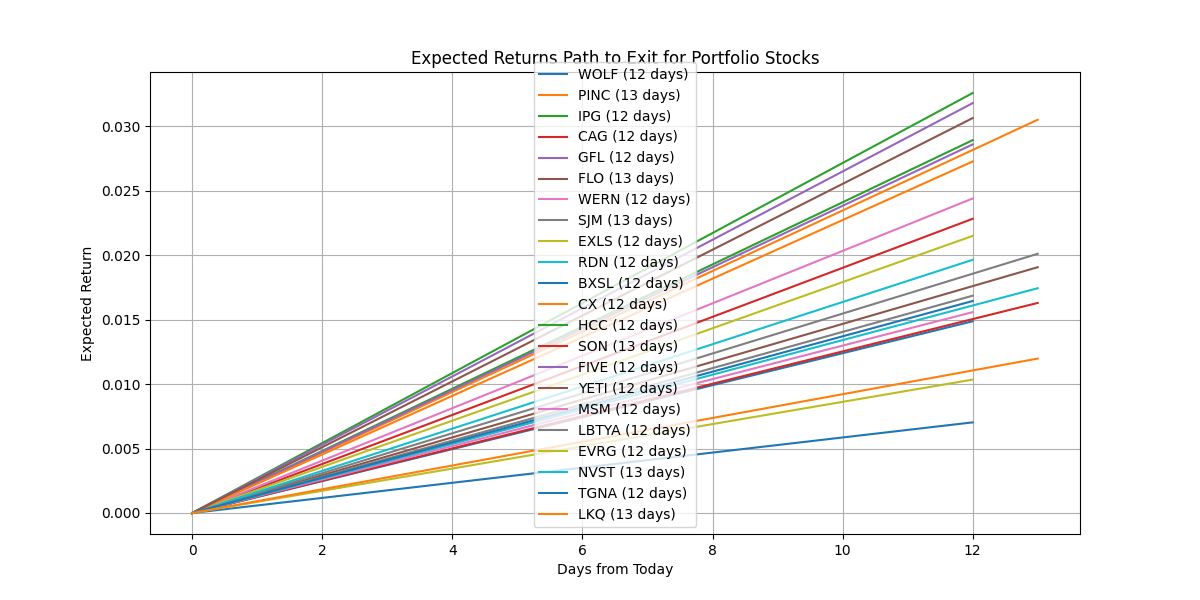 Expected Returns Path to Exit for Portfolio Stocks
WOLF (12 days)
PINC (13 days)
IPG (12 days)
CAG (12 days)
GFL (12 days)
FLO (13 days)
WERN (12 days)
SJM (13 days)
EXLS (12 days)
RDN (12 days)
BXSL (12 days)
CX (12 days)
HCC (12 days)
SON (13 days)
FIVE (12 days)
YETI (12 days)
MSM (12 days)
LBTYA (12 days)
EVRG (12 days)
NVST (13 days)
TGNA (12 days)
LKQ (13 days)
Expected Return
0.030
0.025
0.020
0.015
0.010
0.005
0.000
0 2 4 6 8 10 12
Days from Today